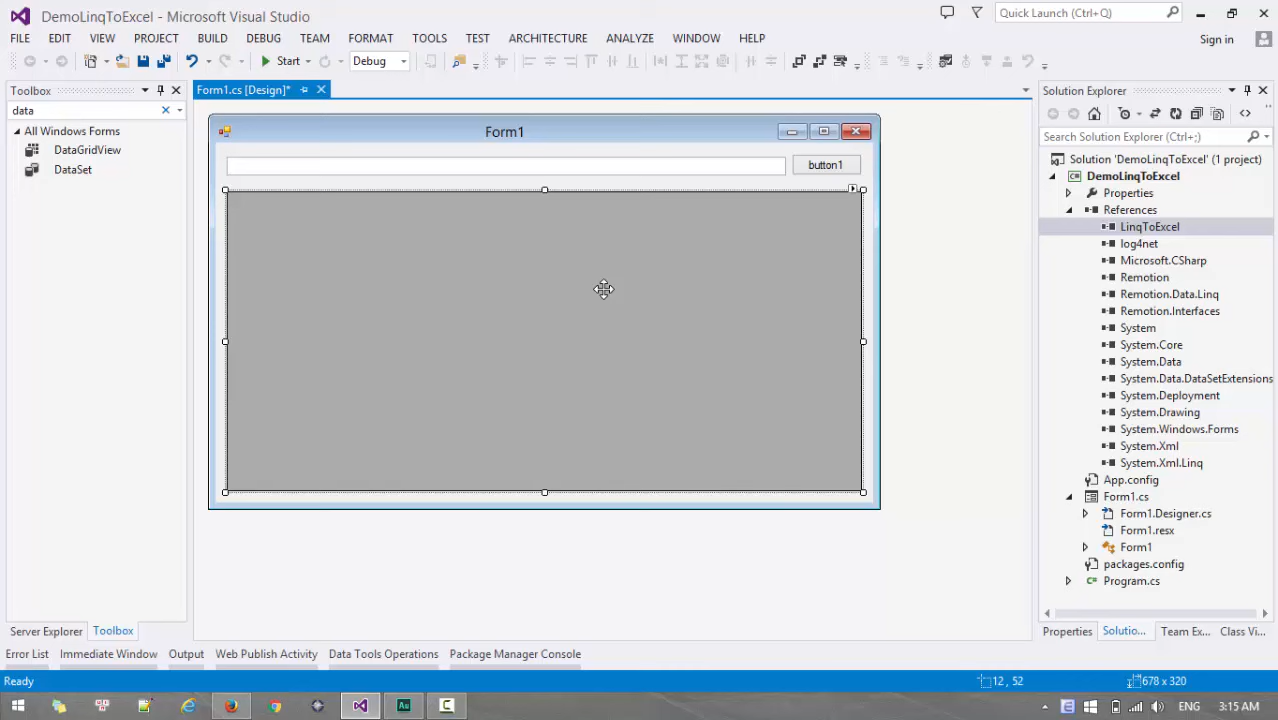 DemoLinqToExcel - Microsoft Visual Studio
Quick Launch (Ctrl+Q)
FILE EDIT VIEW PROJECT BUILD DEBUG TEAM FORMAT TOOLS TEST ARCHITECTURE ANALYZE WINDOW HELP
Sign in
Start Debug
Toolbox
data
All Windows Forms
DataGridView
DataSet
Server Explorer Toolbox
Form1.cs [Design]*
Form1
button1
Solution Explorer
Search Solution Explorer (Ctrl+;)
Solution 'DemoLinqToExcel' (1 project)
DemoLinqToExcel
Properties
References
LinqToExcel
log4net
Microsoft.CSharp
Remotion
Remotion.Data.Linq
Remotion.Interfaces
System
System.Core
System.Data
System.Data.DataSetExtensions
System.Deployment
System.Drawing
System.Windows.Forms
System.Xml
System.Xml.Linq
App.config
Form1.cs
Form1.Designer.cs
Form1.resx
Form1
packages.config
Program.cs
Properties Solutio... Team Ex... Class Vi...
Error List Immediate Window Output Web Publish Activity Data Tools Operations Package Manager Console
Ready 12 , 52 678 x 320
ENG 3:15 AM